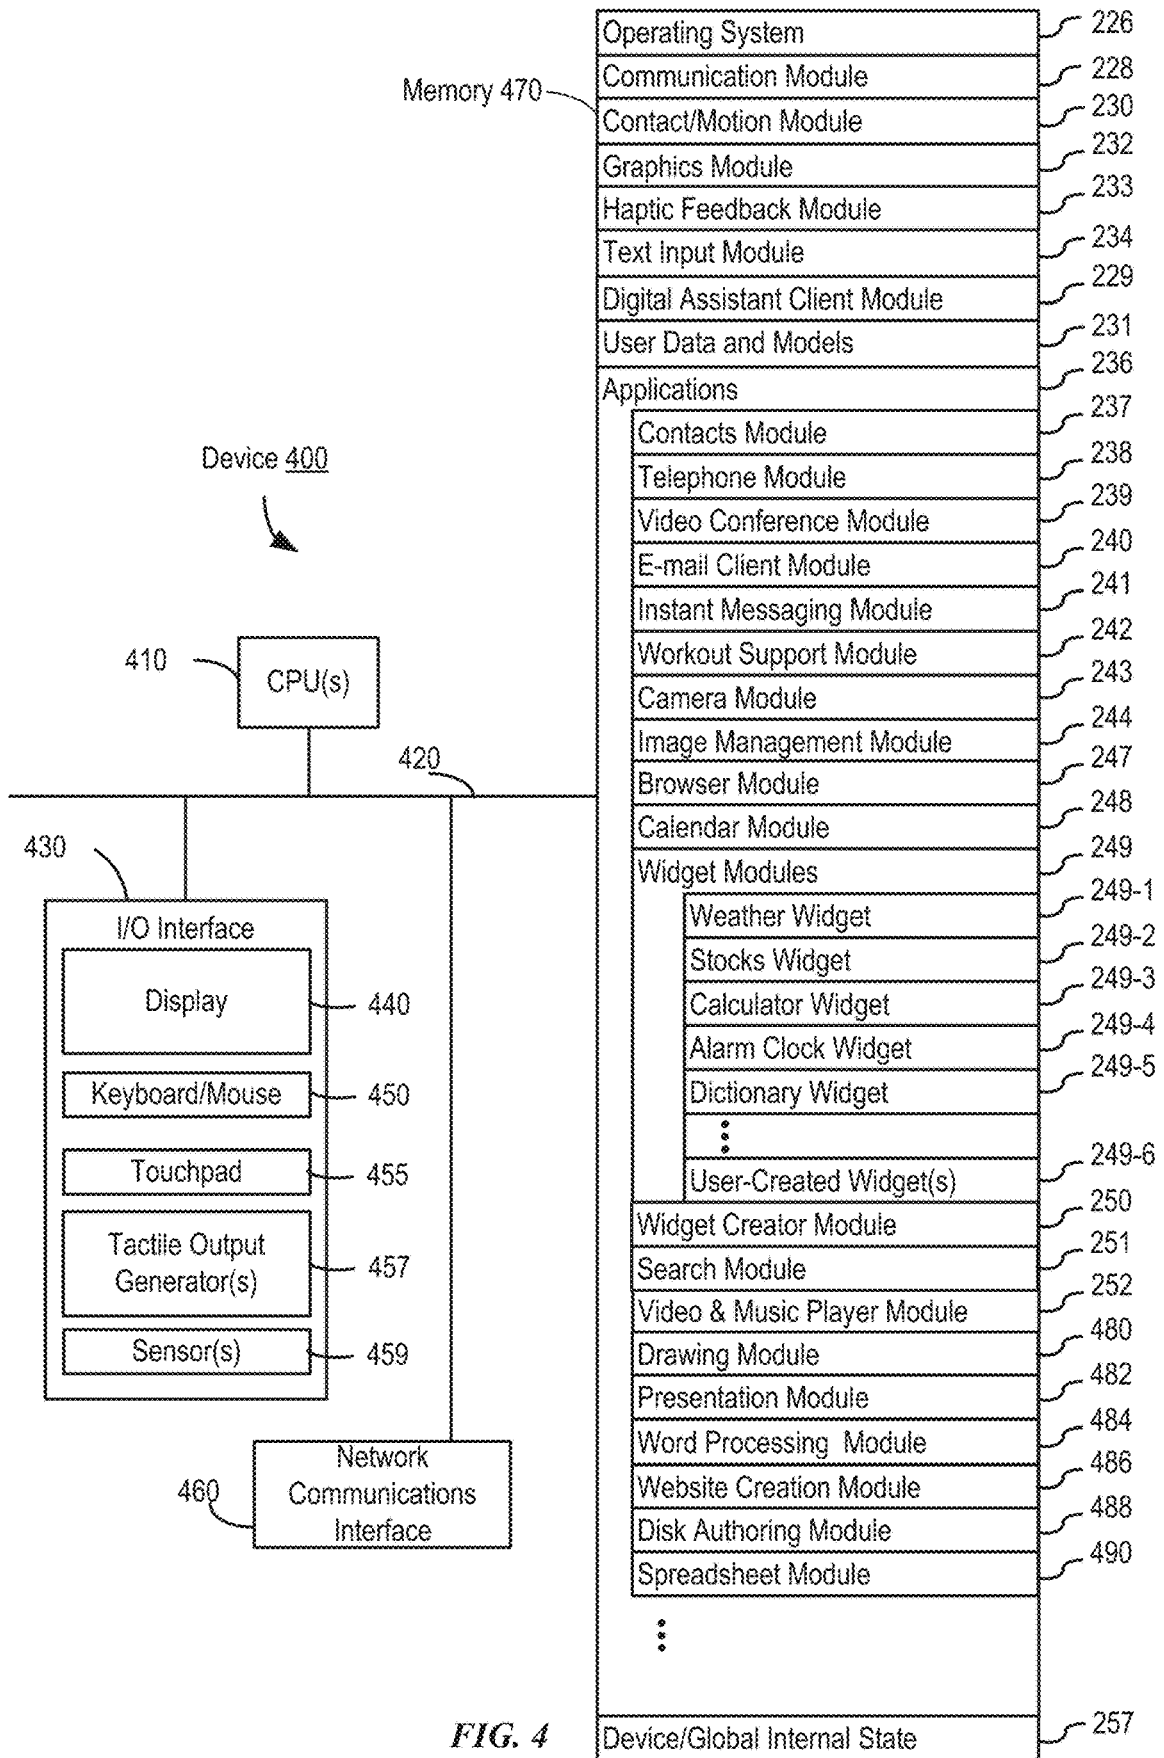 Operating System
226
Communication Module
228
Memory 470
Contact/Motion Module
230
Graphics Module
232
Haptic Feedback Module
233
Text Input Module
234
Digital Assistant Client Module
229
User Data and Models
231
Applications
236
Contacts Module
237
Telephone Module
238
Video Conference Module
239
E-mail Client Module
240
Instant Messaging Module
241
Workout Support Module
242
Camera Module
243
Image Management Module
244
Browser Module
247
Calendar Module
248
Widget Modules
249
Weather Widget
249-1
Stocks Widget
249-2
Calculator Widget
249-3
Alarm Clock Widget
249-4
Dictionary Widget
249-5
User-Created Widget(s)
249-6
Widget Creator Module
250
Search Module
251
Video & Music Player Module
252
Drawing Module
480
Presentation Module
482
Word Processing Module
484
Website Creation Module
486
Disk Authoring Module
488
Spreadsheet Module
490
Device/Global Internal State
257
Device 400
410
CPU(s)
420
430
I/O Interface
Display
440
Keyboard/Mouse
450
Touchpad
455
Tactile Output
Generator(s)
457
Sensor(s)
459
460
Network
Communications
Interface
FIG. 4